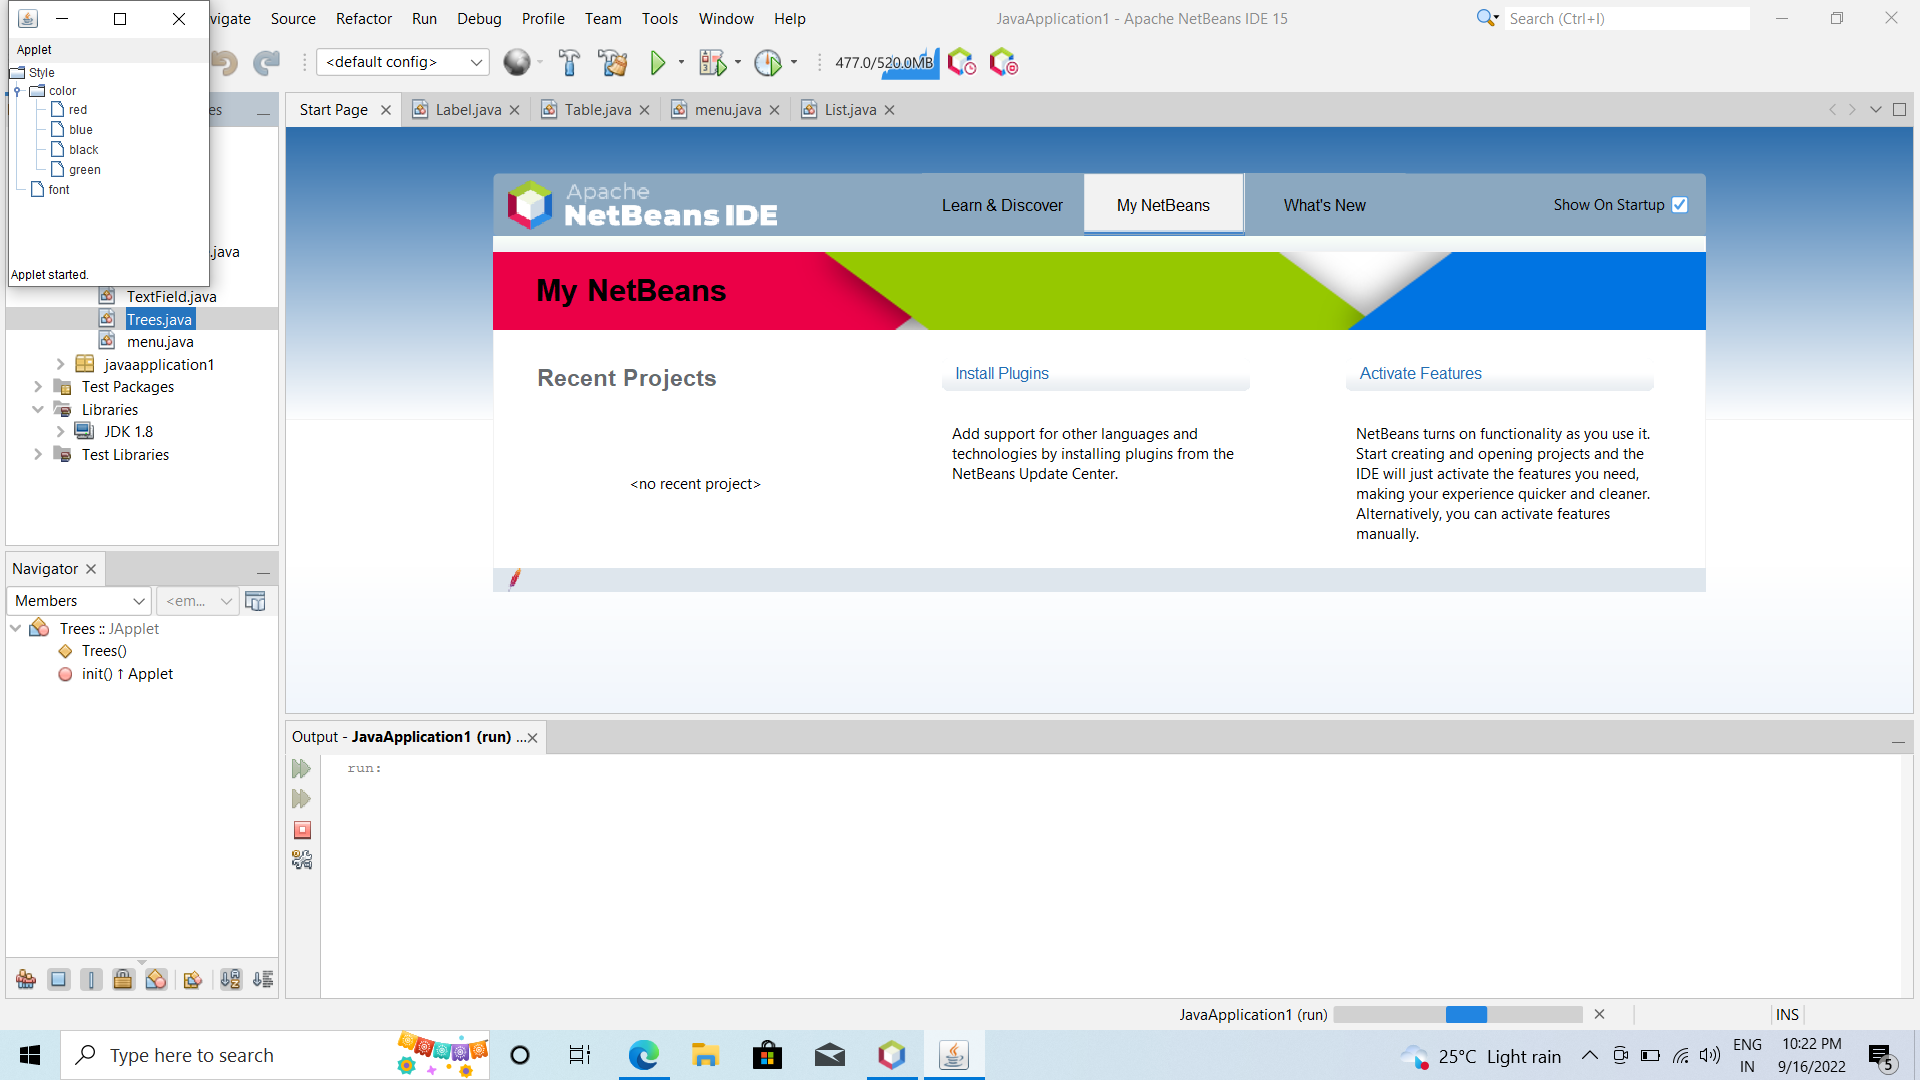 vigate Source Refactor Run Debug Profile Team Tools Window Help
JavaApplication1 - Apache NetBeans IDE 15
Search (Ctrl+I)
Applet
Style
color
red
blue
black
green
font
Applet started.
<default config>
477.0/520.0MB
es
Start Page
Label.java
Table.java
menu.java
List.java
.java
TextField.java
Trees.java
menu.java
javaapplication1
Test Packages
Libraries
JDK 1.8
Test Libraries
Apache
NetBeans IDE
Learn & Discover
My NetBeans
What's New
Show On Startup
My NetBeans
Recent Projects
<no recent project>
Install Plugins
Add support for other languages and
technologies by installing plugins from the
NetBeans Update Center.
Activate Features
NetBeans turns on functionality as you use it.
Start creating and opening projects and the
IDE will just activate the features you need,
making your experience quicker and cleaner.
Alternatively, you can activate features
manually.
Navigator
Members
<em...
Trees :: JApplet
Trees()
init() ↑ Applet
Output - JavaApplication1 (run) ...
run:
JavaApplication1 (run)
INS
Type here to search
25°C Light rain
ENG
IN
10:22 PM
9/16/2022
5